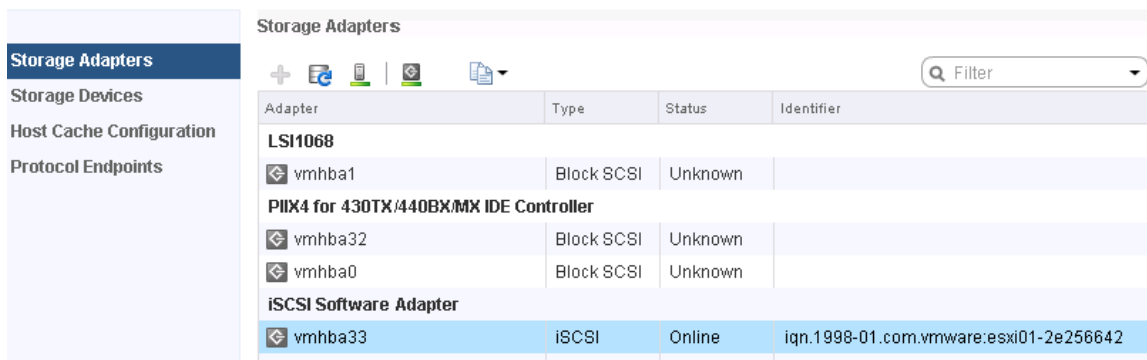 Storage Adapters
Storage Devices
Host Cache Configuration
Protocol Endpoints
Storage Adapters
Filter
Adapter Type Status Identifier
LSI1068
vmhba1 Block SCSI Unknown
PIIX4 for 430TX/440BX/MX IDE Controller
vmhba32 Block SCSI Unknown
vmhba0 Block SCSI Unknown
iSCSI Software Adapter
vmhba33 iSCSI Online iqn.1998-01.com.vmware:esxi01-2e256642